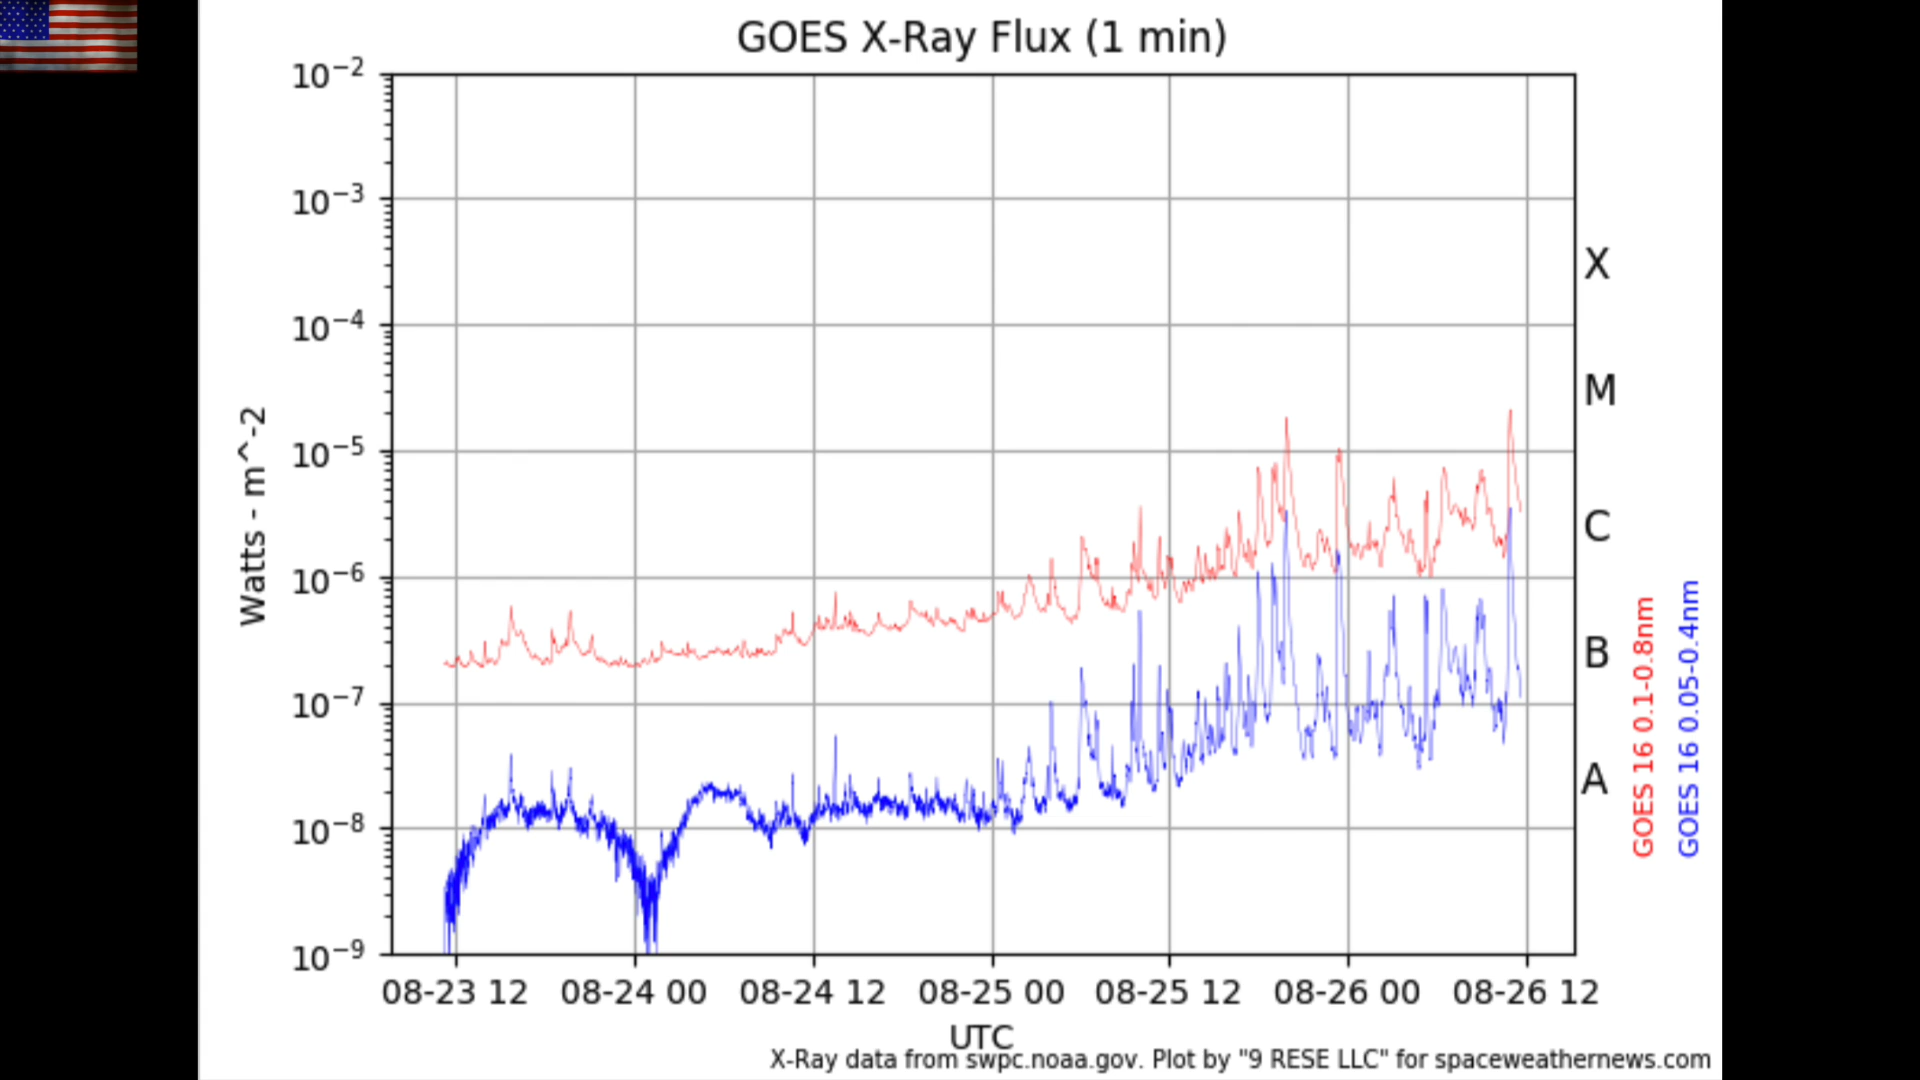 GOES X-Ray Flux (1 min)
10−2
10−3
10−4
10−5
10−6
10−7
10−8
10−9
Watts - m^-2
X
M
C
B
A
GOES 16 0.1-0.8nm
GOES 16 0.05-0.4nm
08-23 12 08-24 00 08-24 12 08-25 00 08-25 12 08-26 00 08-26 12
UTC
X-Ray data from swpc.noaa.gov. Plot by "9 RESE LLC" for spaceweathernews.com